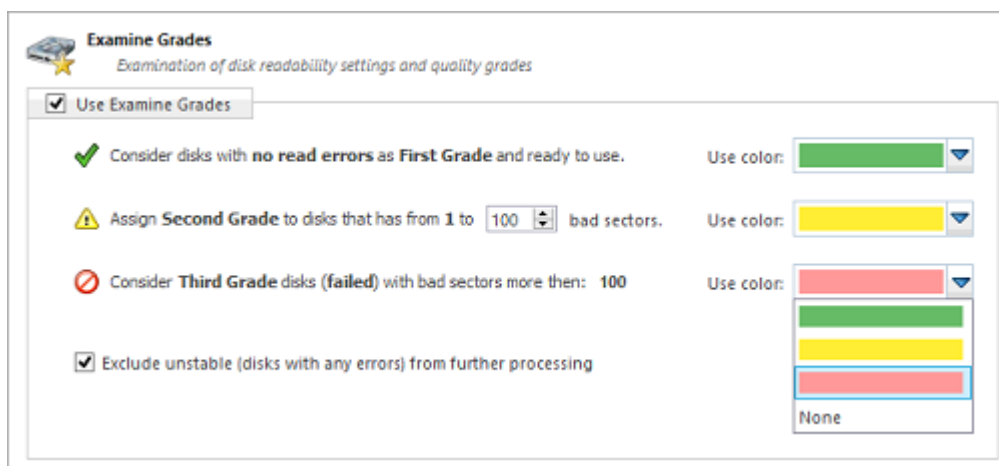 Examine Grades
Examination of disk readability settings and quality grades
Use Examine Grades
Consider disks with no read errors as First Grade and ready to use. Use color:
Assign Second Grade to disks that has from 1 to 100 bad sectors. Use color:
Consider Third Grade disks (failed) with bad sectors more then: 100 Use color:
Exclude unstable (disks with any errors) from further processing
None